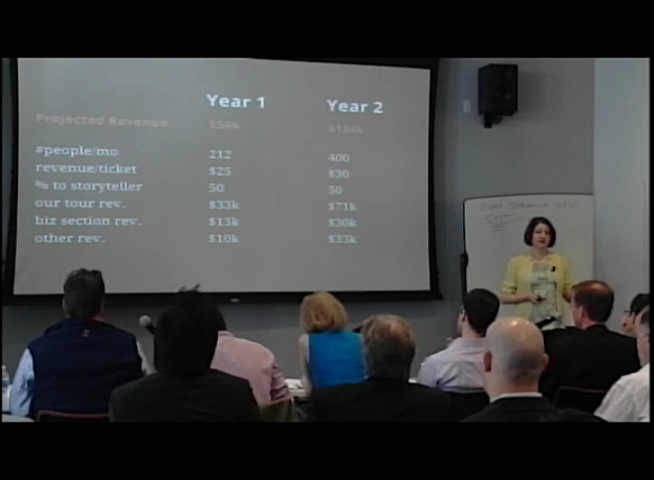 Year 1 Year 2
Projected Revenue $56k $134k
#people/mo 212 400
revenue/ticket $25 $30
% to storyteller 50 50
our tour rev. $33k $71k
biz section rev. $13k $30k
other rev. $10k $33k